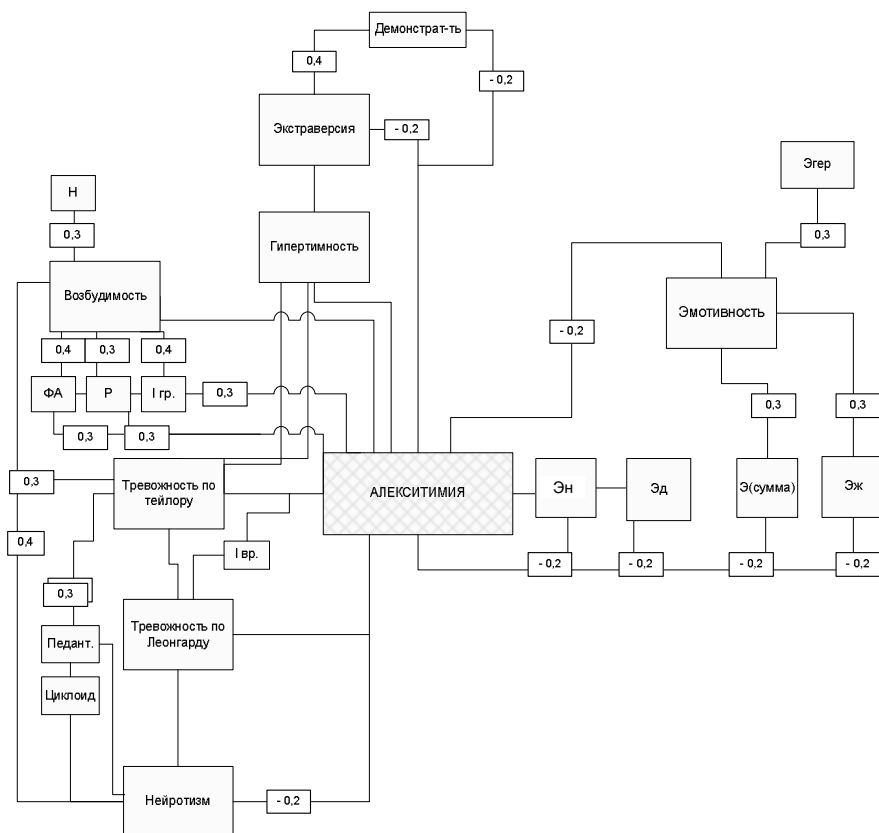 Демонстрат-ть
0,4
- 0,2
Экстраверсия
- 0,2
Эгер
Н
0,3
Гипертимность
0,3
Возбудимость
Эмотивность
- 0,2
0,4
0,3
0,4
ФА
Р
I гр.
0,3
0,3
0,3
0,3
0,3
Тревожность по
тейлору
0,3
АЛЕКСИТИМИЯ
Эн
Эд
Э(сумма)
Эж
0,4
I вр.
- 0,2
- 0,2
- 0,2
- 0,2
0,3
Тревожность по
Леонгарду
Педант.
Циклоид
Нейротизм
- 0,2